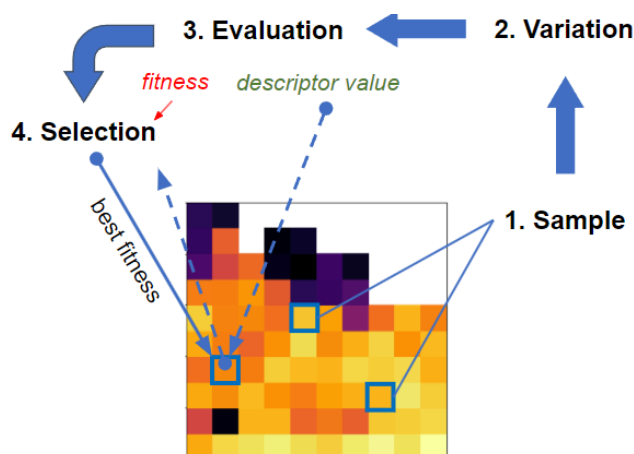 3. Evaluation
2. Variation
fitness
descriptor value
4. Selection
best fitness
1. Sample